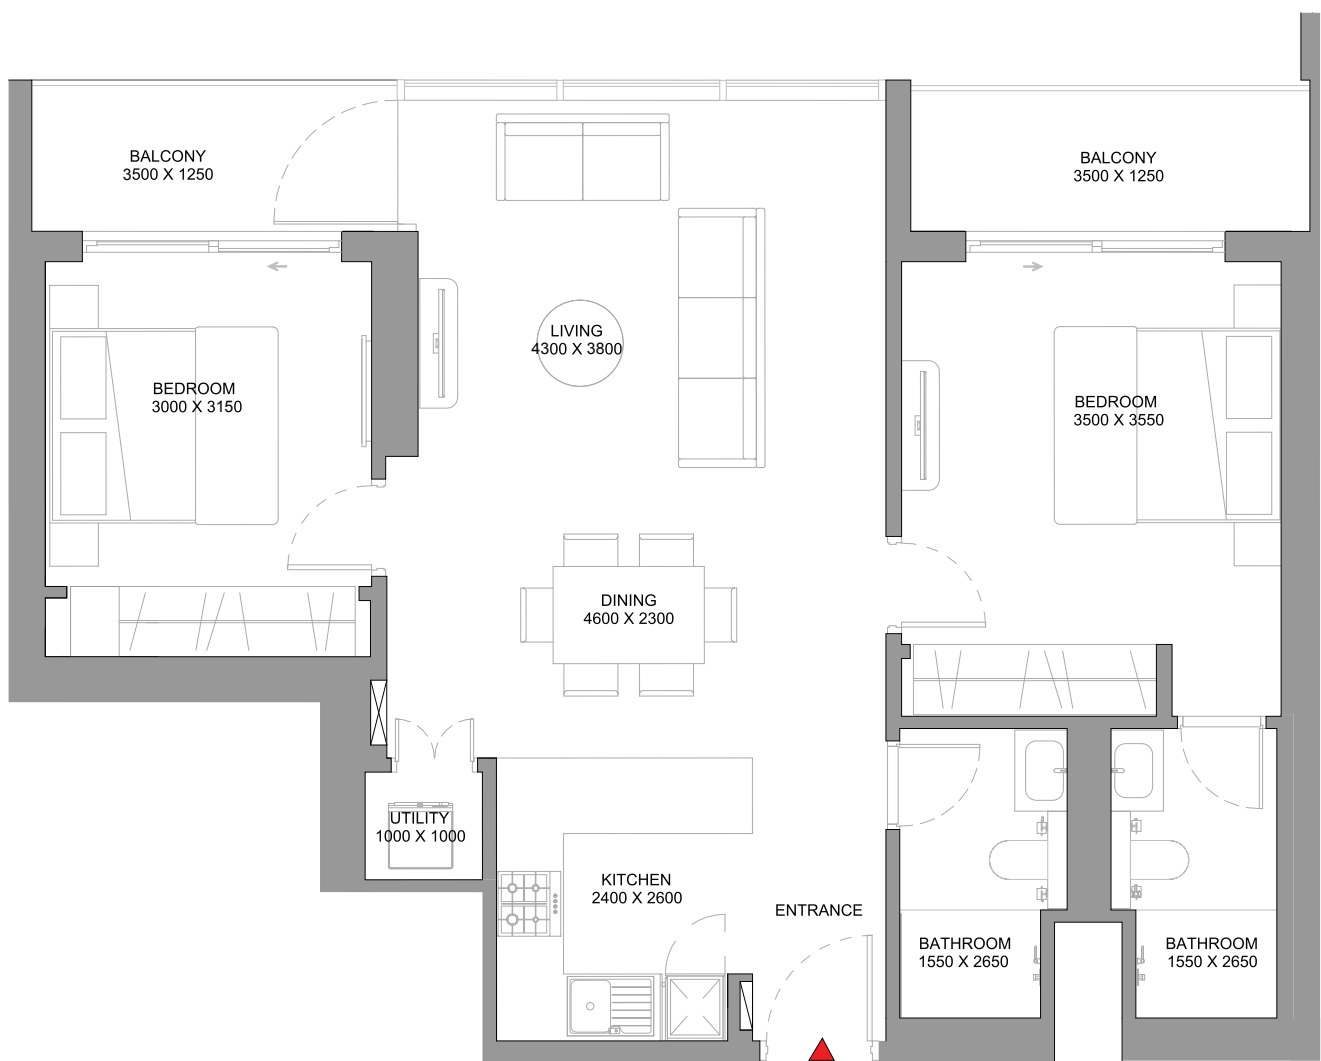 BALCONY
3500 X 1250
BALCONY
3500 X 1250
LIVING
4300 X 3800
BEDROOM
3000 X 3150
BEDROOM
3500 X 3550
DINING
4600 X 2300
UTILITY
1000 X 1000
KITCHEN
2400 X 2600
ENTRANCE
BATHROOM
1550 X 2650
BATHROOM
1550 X 2650